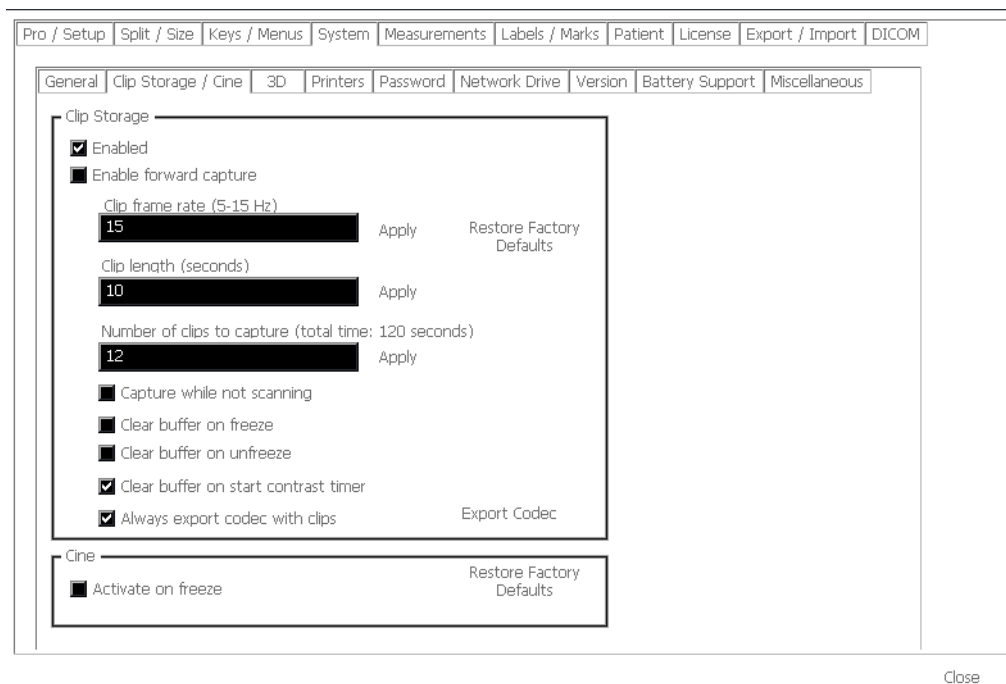 Pro / Setup Split / Size Keys / Menus System Measurements Labels / Marks Patient License Export / Import DICOM
General Clip Storage / Cine 3D Printers Password Network Drive Version Battery Support Miscellaneous
Clip Storage
Enabled
Enable forward capture
Clip frame rate (5-15 Hz)
15 Apply Restore Factory
Defaults
Clip length (seconds)
10 Apply
Number of clips to capture (total time: 120 seconds)
12 Apply
Capture while not scanning
Clear buffer on freeze
Clear buffer on unfreeze
Clear buffer on start contrast timer
Always export codec with clips Export Codec
Cine
Restore Factory
Activate on freeze Defaults
Close